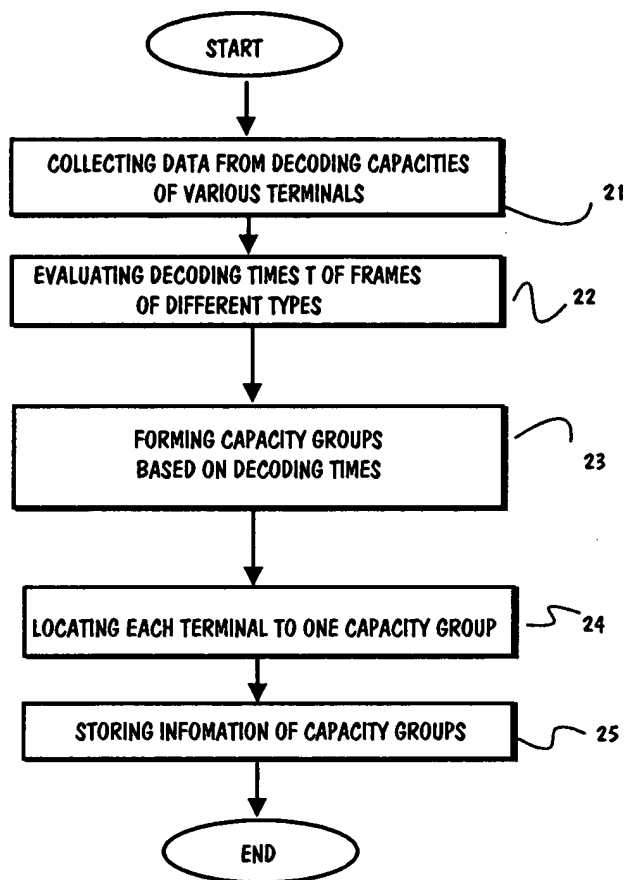 START
COLLECTING DATA FROM DECODING CAPACITIES
OF VARIOUS TERMINALS
21
EVALUATING DECODING TIMES T OF FRAMES
OF DIFFERENT TYPES
22
FORMING CAPACITY GROUPS
BASED ON DECODING TIMES
23
LOCATING EACH TERMINAL TO ONE CAPACITY GROUP
24
STORING INFOMATION OF CAPACITY GROUPS
25
END